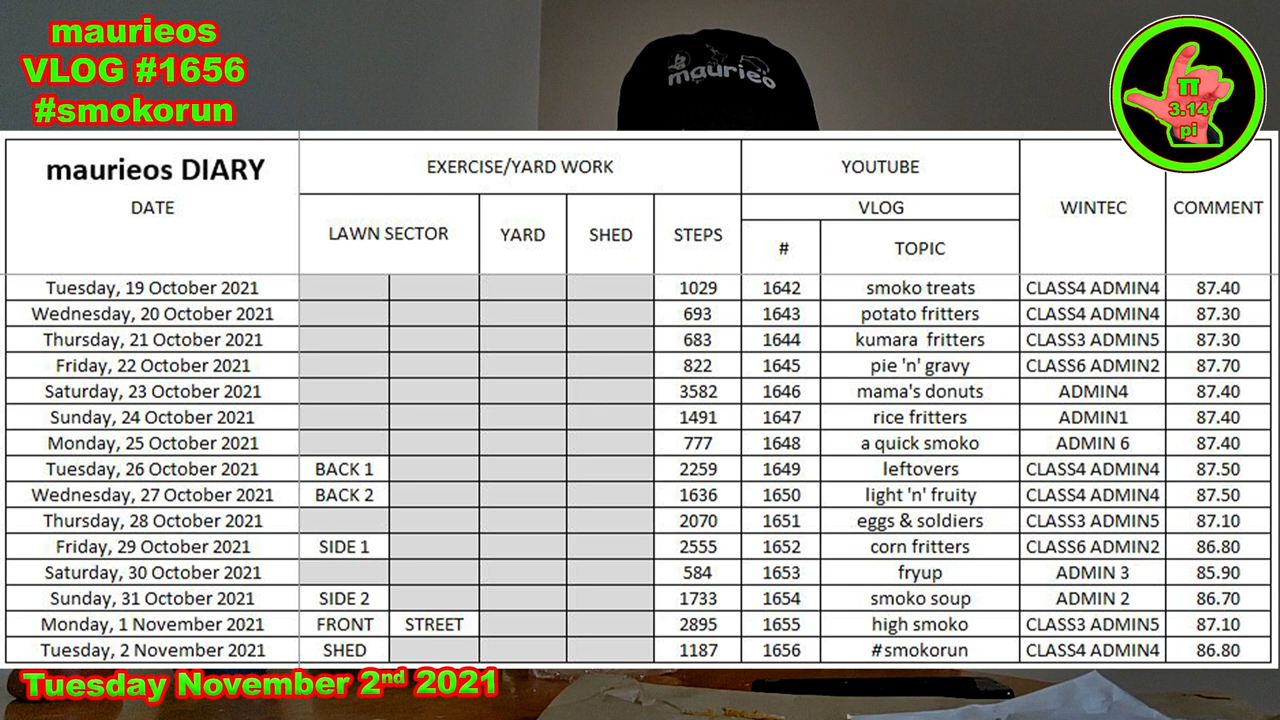 maurieos
VLOG #1656
#smokorun
maurieo
π
3.14
pi
maurieos DIARY
DATE
EXERCISE/YARD WORK
YOUTUBE
WINTEC
COMMENT
LAWN SECTOR
YARD
SHED
STEPS
VLOG
#
TOPIC
Tuesday, 19 October 2021 1029 1642 smoko treats CLASS4 ADMIN4 87.40
Wednesday, 20 October 2021 693 1643 potato fritters CLASS4 ADMIN4 87.30
Thursday, 21 October 2021 683 1644 kumara fritters CLASS3 ADMIN5 87.30
Friday, 22 October 2021 822 1645 pie 'n' gravy CLASS6 ADMIN2 87.70
Saturday, 23 October 2021 3582 1646 mama's donuts ADMIN4 87.40
Sunday, 24 October 2021 1491 1647 rice fritters ADMIN1 87.40
Monday, 25 October 2021 777 1648 a quick smoko ADMIN 6 87.40
Tuesday, 26 October 2021 BACK 1 2259 1649 leftovers CLASS4 ADMIN4 87.50
Wednesday, 27 October 2021 BACK 2 1636 1650 light 'n' fruity CLASS4 ADMIN4 87.50
Thursday, 28 October 2021 2070 1651 eggs & soldiers CLASS3 ADMIN5 87.10
Friday, 29 October 2021 SIDE 1 2555 1652 corn fritters CLASS6 ADMIN2 86.80
Saturday, 30 October 2021 584 1653 fryup ADMIN 3 85.90
Sunday, 31 October 2021 SIDE 2 1733 1654 smoko soup ADMIN 2 86.70
Monday, 1 November 2021 FRONT STREET 2895 1655 high smoko CLASS3 ADMIN5 87.10
Tuesday, 2 November 2021 SHED 1187 1656 #smokorun CLASS4 ADMIN4 86.80
Tuesday November 2nd 2021